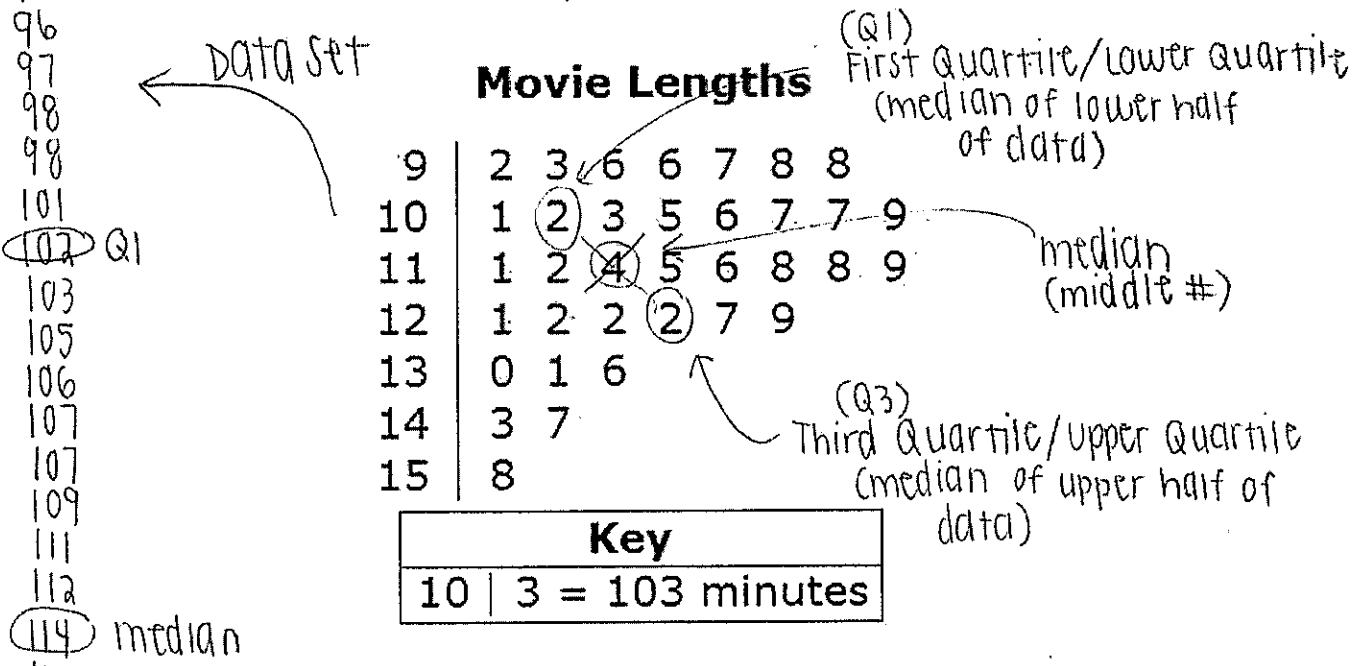 96
97
98
98
101
102 Q1
103
105
106
107
107
109
111
112
114 median
Data Set
Movie Lengths
(Q1)
First Quartile/Lower Quartile
(median of lower half
of data)
9 | 2 3 6 6 7 8 8
10 | 1 2 3 5 6 7 7 9
11 | 1 2 4 5 6 8 8 9
12 | 1 2 2 2 7 9
13 | 0 1 6
14 | 3 7
15 | 8
median
(middle #)
(Q3)
Third Quartile/Upper Quartile
(median of upper half of
data)
Key
10 | 3 = 103 minutes